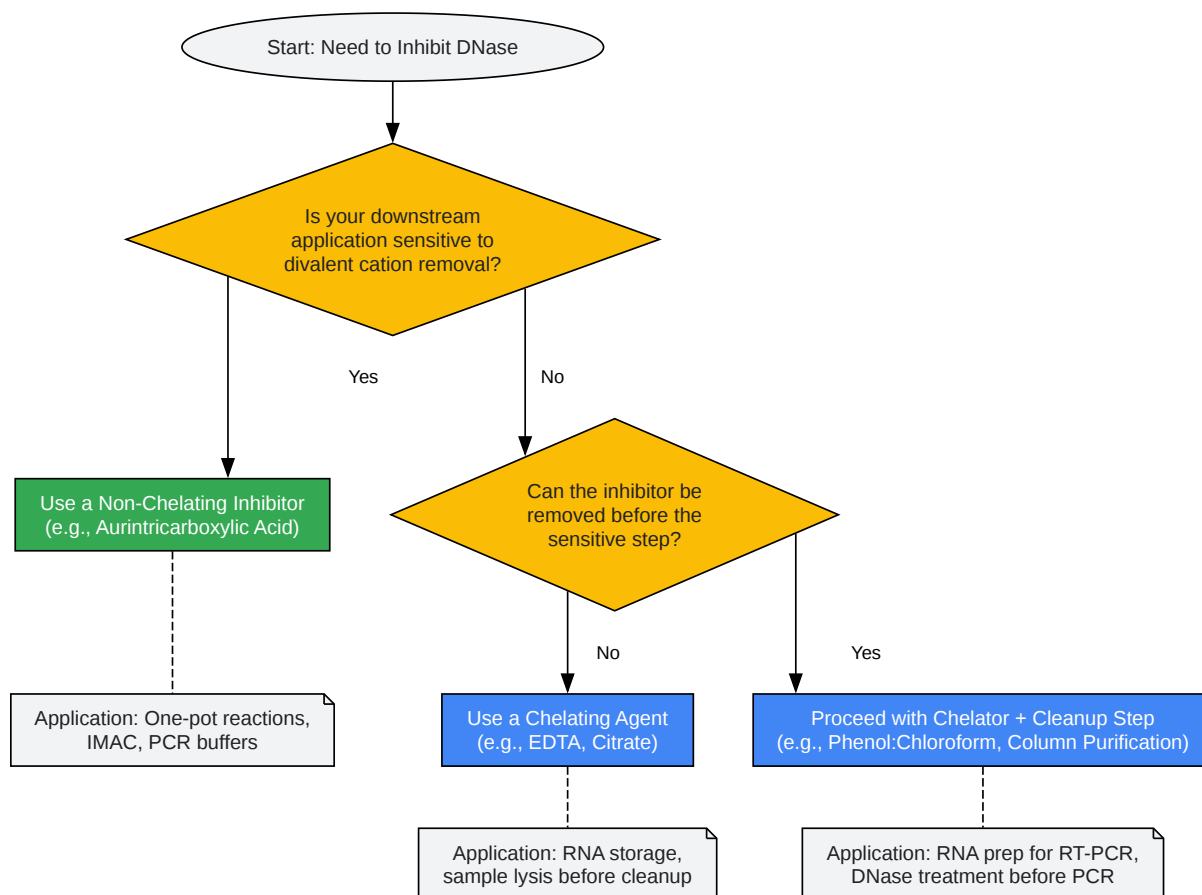 Start: Need to Inhibit DNase
Is your downstream
application sensitive to
divalent cation removal?
Yes
No
Use a Non-Chelating Inhibitor
(e.g., Aurintricarboxylic Acid)
Can the inhibitor be
removed before the
sensitive step?
No
Yes
Application: One-pot reactions,
IMAC, PCR buffers
Use a Chelating Agent
(e.g., EDTA, Citrate)
Proceed with Chelator + Cleanup Step
(e.g., Phenol:Chloroform, Column Purification)
Application: RNA storage,
sample lysis before cleanup
Application: RNA prep for RT-PCR,
DNase treatment before PCR